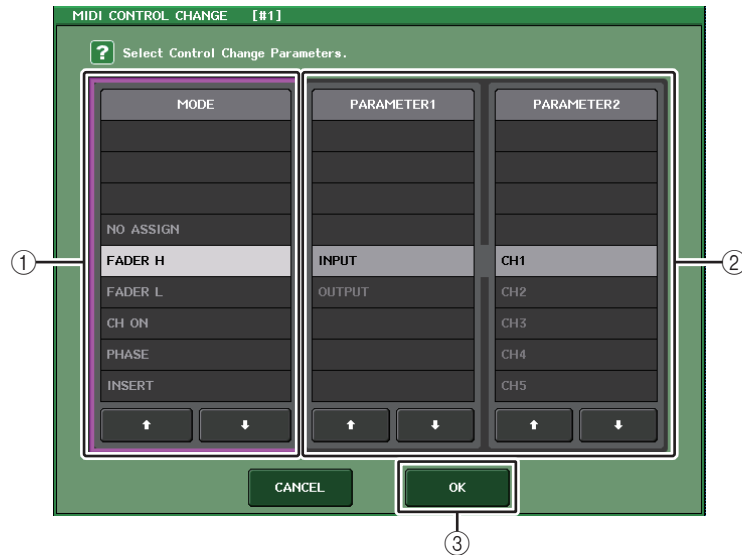 MIDI CONTROL CHANGE [#1]
? Select Control Change Parameters.
MODE PARAMETER1 PARAMETER2
NO ASSIGN
① FADER H INPUT CH1 ②
FADER L OUTPUT CH2
CH ON CH3
PHASE CH4
INSERT CH5
CANCEL OK
③